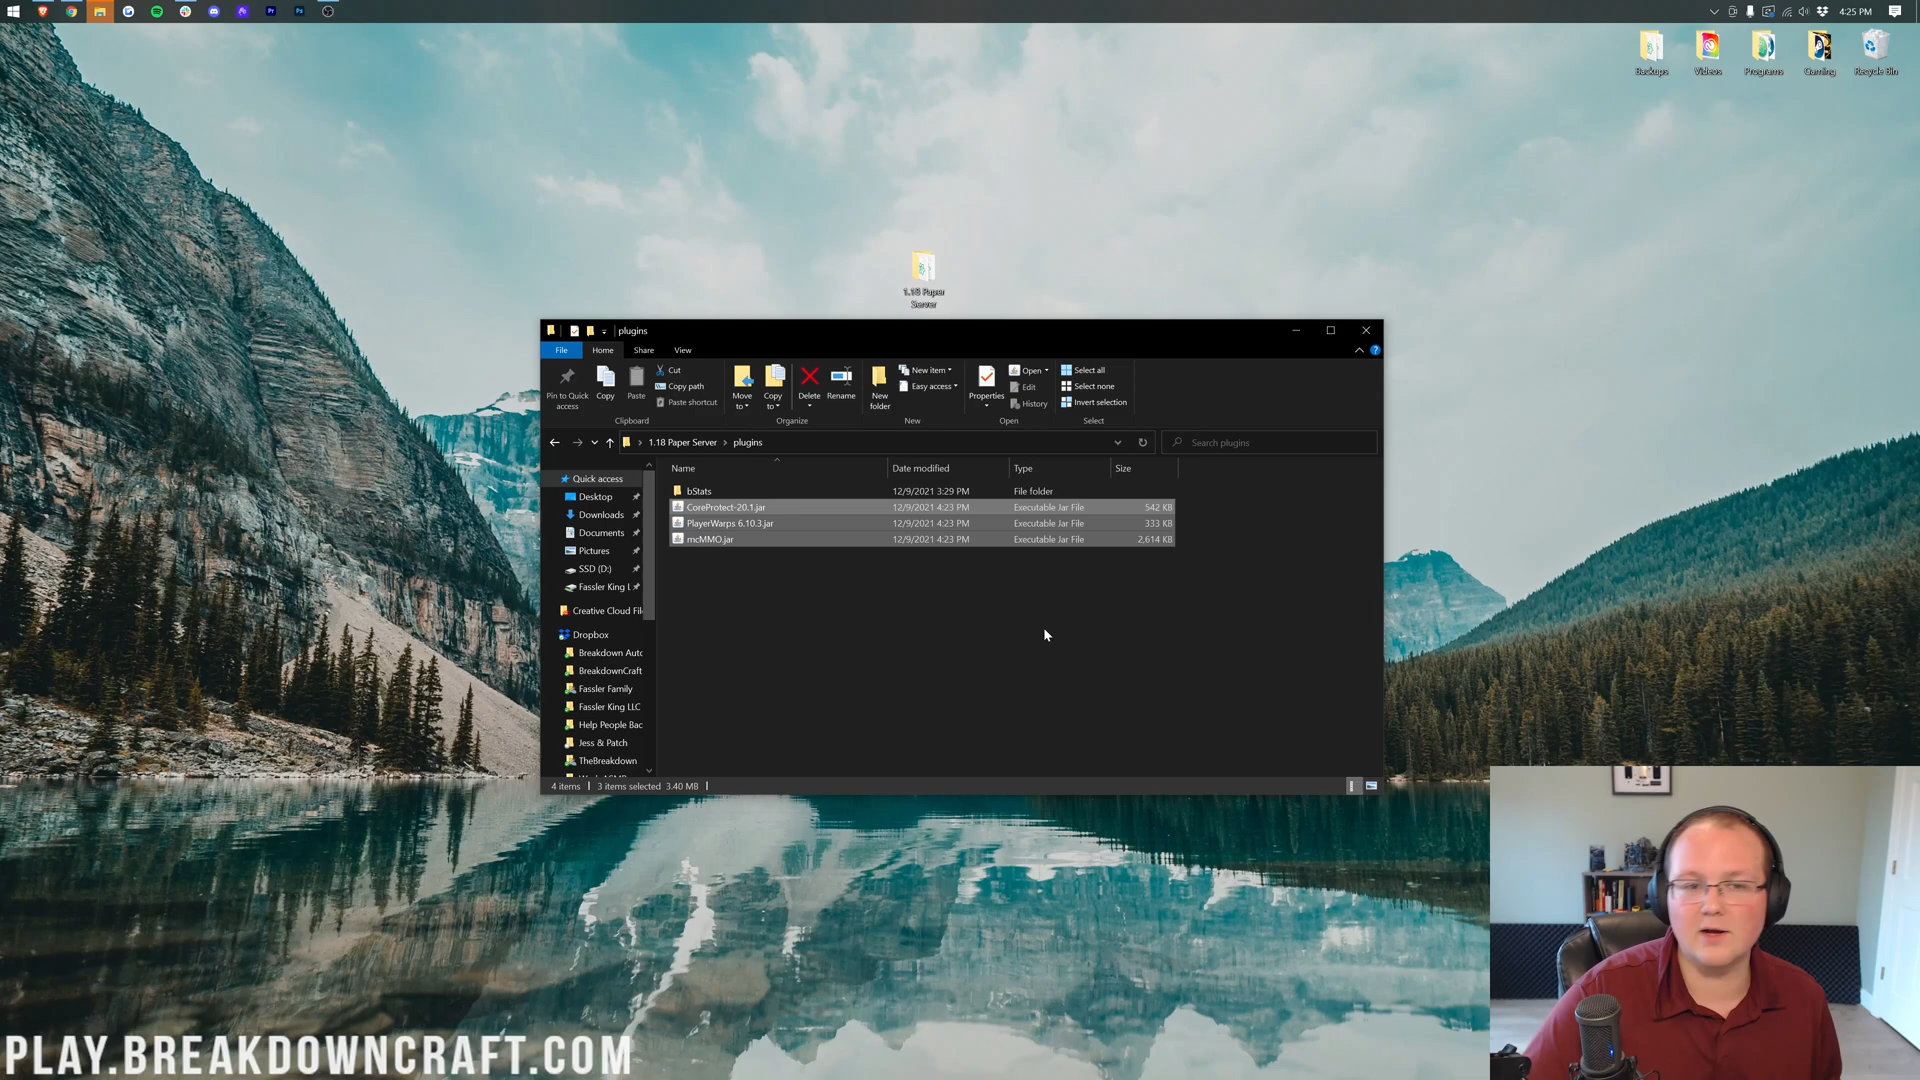 4:25 PM
Backups
Videos
Programs
Gaming
Recycle Bin
1.18 Paper
Server
plugins
File
Home
Share
View
Pin to Quick
access
Copy
Paste
Cut
Copy path
Paste shortcut
Clipboard
Move
to
Copy
to
Delete
Rename
Organize
New
folder
New item
Easy access
New
Properties
Open
Edit
History
Open
Select all
Select none
Invert selection
Select
1.18 Paper Server
plugins
Search plugins
Name
Date modified
Type
Size
bStats
12/9/2021 3:29 PM
File folder
CoreProtect-20.1.jar
12/9/2021 4:23 PM
Executable Jar File
542 KB
PlayerWarps 6.10.3.jar
12/9/2021 4:23 PM
Executable Jar File
333 KB
mcMMO.jar
12/9/2021 4:23 PM
Executable Jar File
2,614 KB
Quick access
Desktop
Downloads
Documents
Pictures
SSD (D:)
Fassler King L
Creative Cloud Fil
Dropbox
Breakdown Auto
BreakdownCraft
Fassler Family
Fassler King LLC
Help People Bac
Jess & Patch
TheBreakdown
4 items
3 items selected 3.40 MB
PLAY.BREAKDOWNCRAFT.COM